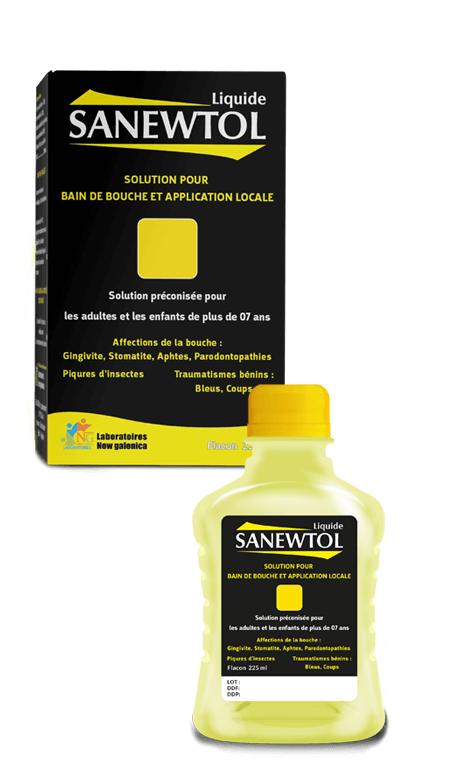 Liquide
SANEWTOL
SOLUTION POUR
BAIN DE BOUCHE ET APPLICATION LOCALE
Solution préconisée pour
les adultes et les enfants de plus de 07 ans
Affections de la bouche :
Gingivite, Stomatite, Aphtes, Parodontopathies
Piqures d'insectes Traumatismes bénins :
Bleus, Coups
NG
LABORATOIRES
Laboratoires
New galonica
Flacon
Liquide
SANEWTOL
SOLUTION POUR
BAIN DE BOUCHE ET APPLICATION LOCALE
Solution préconisée pour
les adultes et les enfants de plus de 07 ans
Affections de la bouche :
Gingivite, Stomatite, Aphtes, Parodontopathies
Piqures d'insectes Traumatismes bénins :
Flacon 225 ml Bleus, Coups
LOT :
DDF:
DDP: